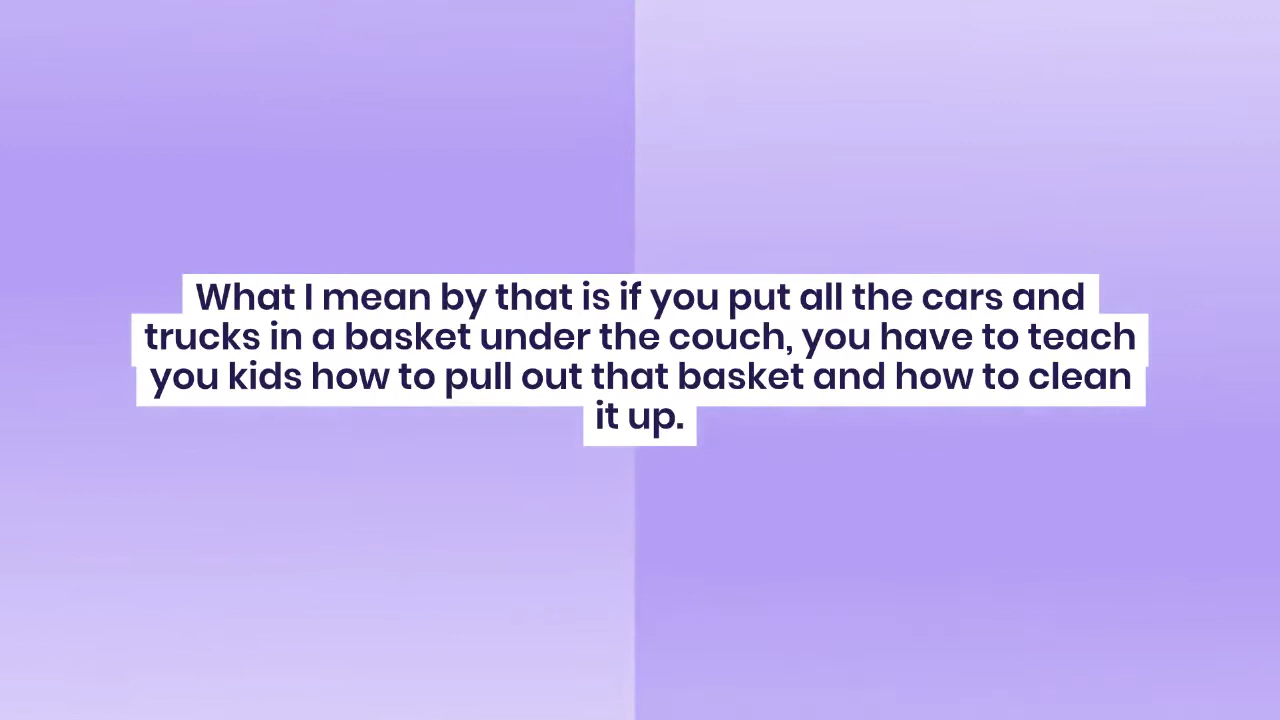 What I mean by that is if you put all the cars and
trucks in a basket under the couch, you have to teach
you kids how to pull out that basket and how to clean
it up.